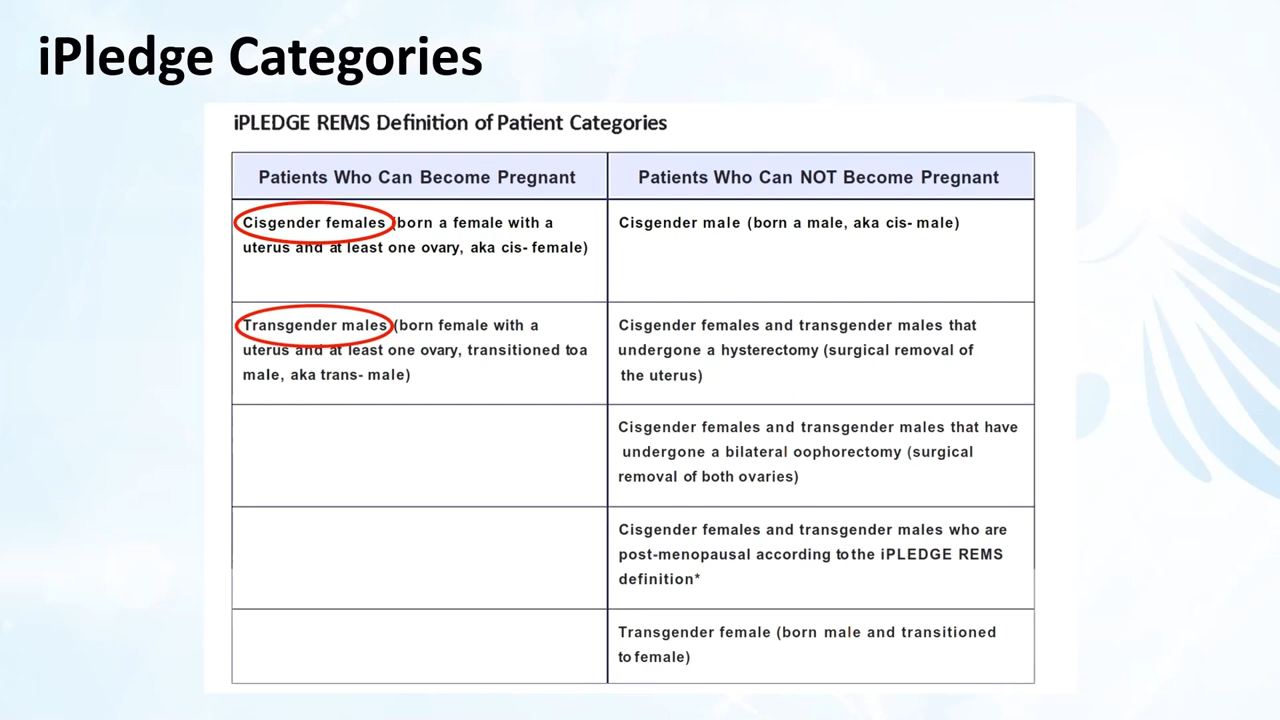 iPledge Categories
iPLEDGE REMS Definition of Patient Categories
Patients Who Can Become Pregnant
Patients Who Can NOT Become Pregnant
Cisgender females (born a female with a
uterus and at least one ovary, aka cis- female)
Cisgender male (born a male, aka cis- male)
Transgender males (born female with a
uterus and at least one ovary, transitioned to a
male, aka trans- male)
Cisgender females and transgender males that
undergone a hysterectomy (surgical removal of
the uterus)
Cisgender females and transgender males that have
undergone a bilateral oophorectomy (surgical
removal of both ovaries)
Cisgender females and transgender males who are
post-menopausal according to the iPLEDGE REMS
definition*
Transgender female (born male and transitioned
to female)